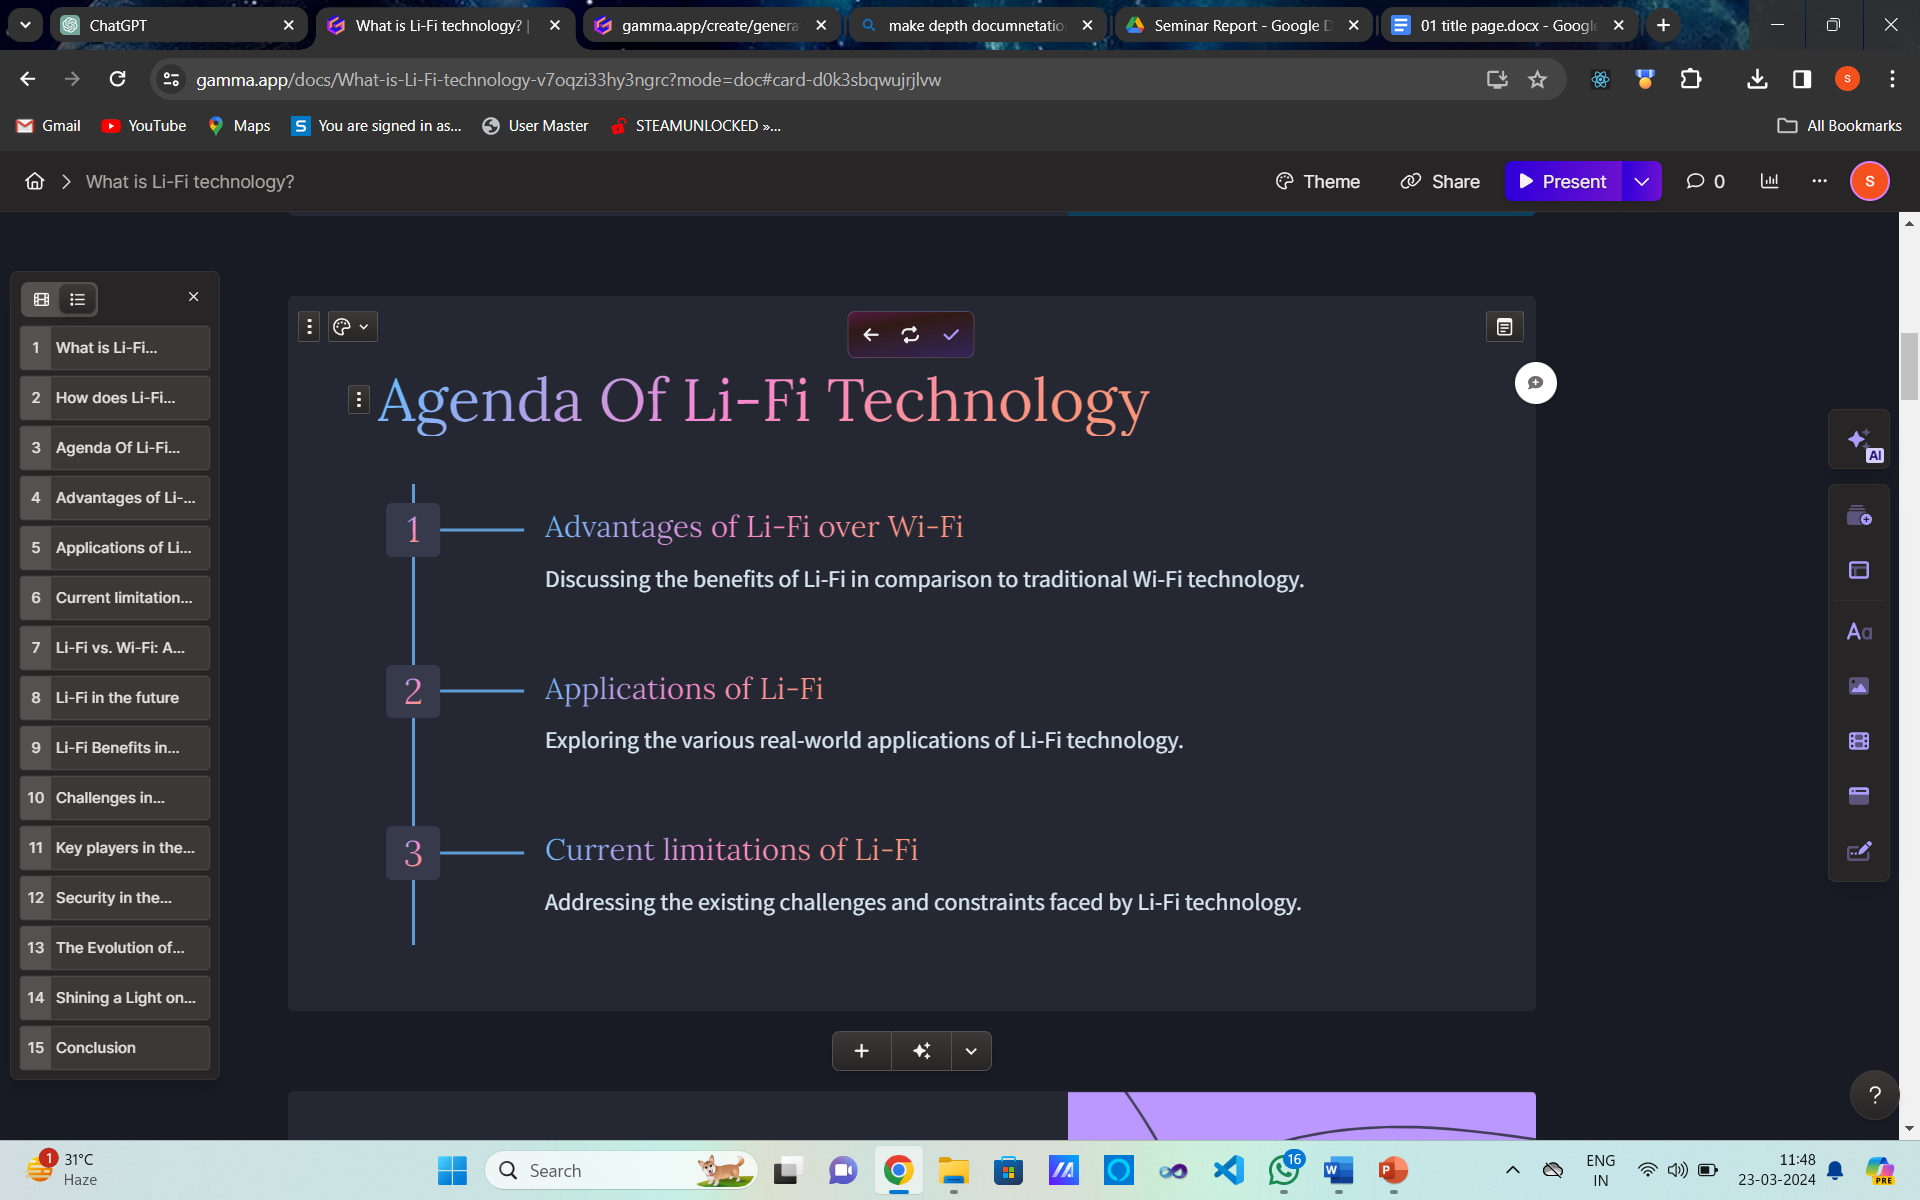 ChatGPT
What is Li-Fi technology? |
gamma.app/create/genera
make depth documnetatio
Seminar Report - Google D
01 title page.docx - Googl
gamma.app/docs/What-is-Li-Fi-technology-v7oqzi33hy3ngrc?mode=doc#card-d0k3sbqwujrjlvw
S
Gmail
YouTube
Maps
S
You are signed in as...
User Master
STEAMUNLOCKED »...
All Bookmarks
What is Li-Fi technology?
Theme
Share
Present
0
S
1 What is Li-Fi...
2 How does Li-Fi...
3 Agenda Of Li-Fi...
4 Advantages of Li-...
5 Applications of Li...
6 Current limitation...
7 Li-Fi vs. Wi-Fi: A...
8 Li-Fi in the future
9 Li-Fi Benefits in...
10 Challenges in...
11 Key players in the...
12 Security in the...
13 The Evolution of...
14 Shining a Light on...
15 Conclusion
Agenda Of Li-Fi Technology
1
Advantages of Li-Fi over Wi-Fi
Discussing the benefits of Li-Fi in comparison to traditional Wi-Fi technology.
2
Applications of Li-Fi
Exploring the various real-world applications of Li-Fi technology.
3
Current limitations of Li-Fi
Addressing the existing challenges and constraints faced by Li-Fi technology.
AI
Aa
?
1
31°C
Haze
Search
16
W
P
ENG
IN
11:48
23-03-2024
PRE